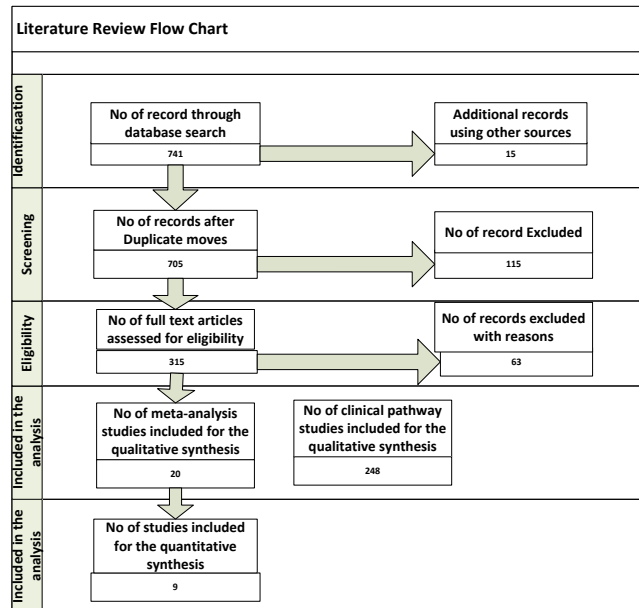 Literature Review Flow Chart
Identificaation
No of record through
database search
741
Additional records
using other sources
15
Screening
No of records after
Duplicate moves
705
No of record Excluded
115
Eligibility
No of full text articles
assessed for eligibility
315
No of records excluded
with reasons
63
Included in the
analysis
No of meta-analysis
studies included for the
qualitative synthesis
20
No of clinical pathway
studies included for the
qualitative synthesis
248
Included in the
analysis
No of studies included
for the quantitative
synthesis
9